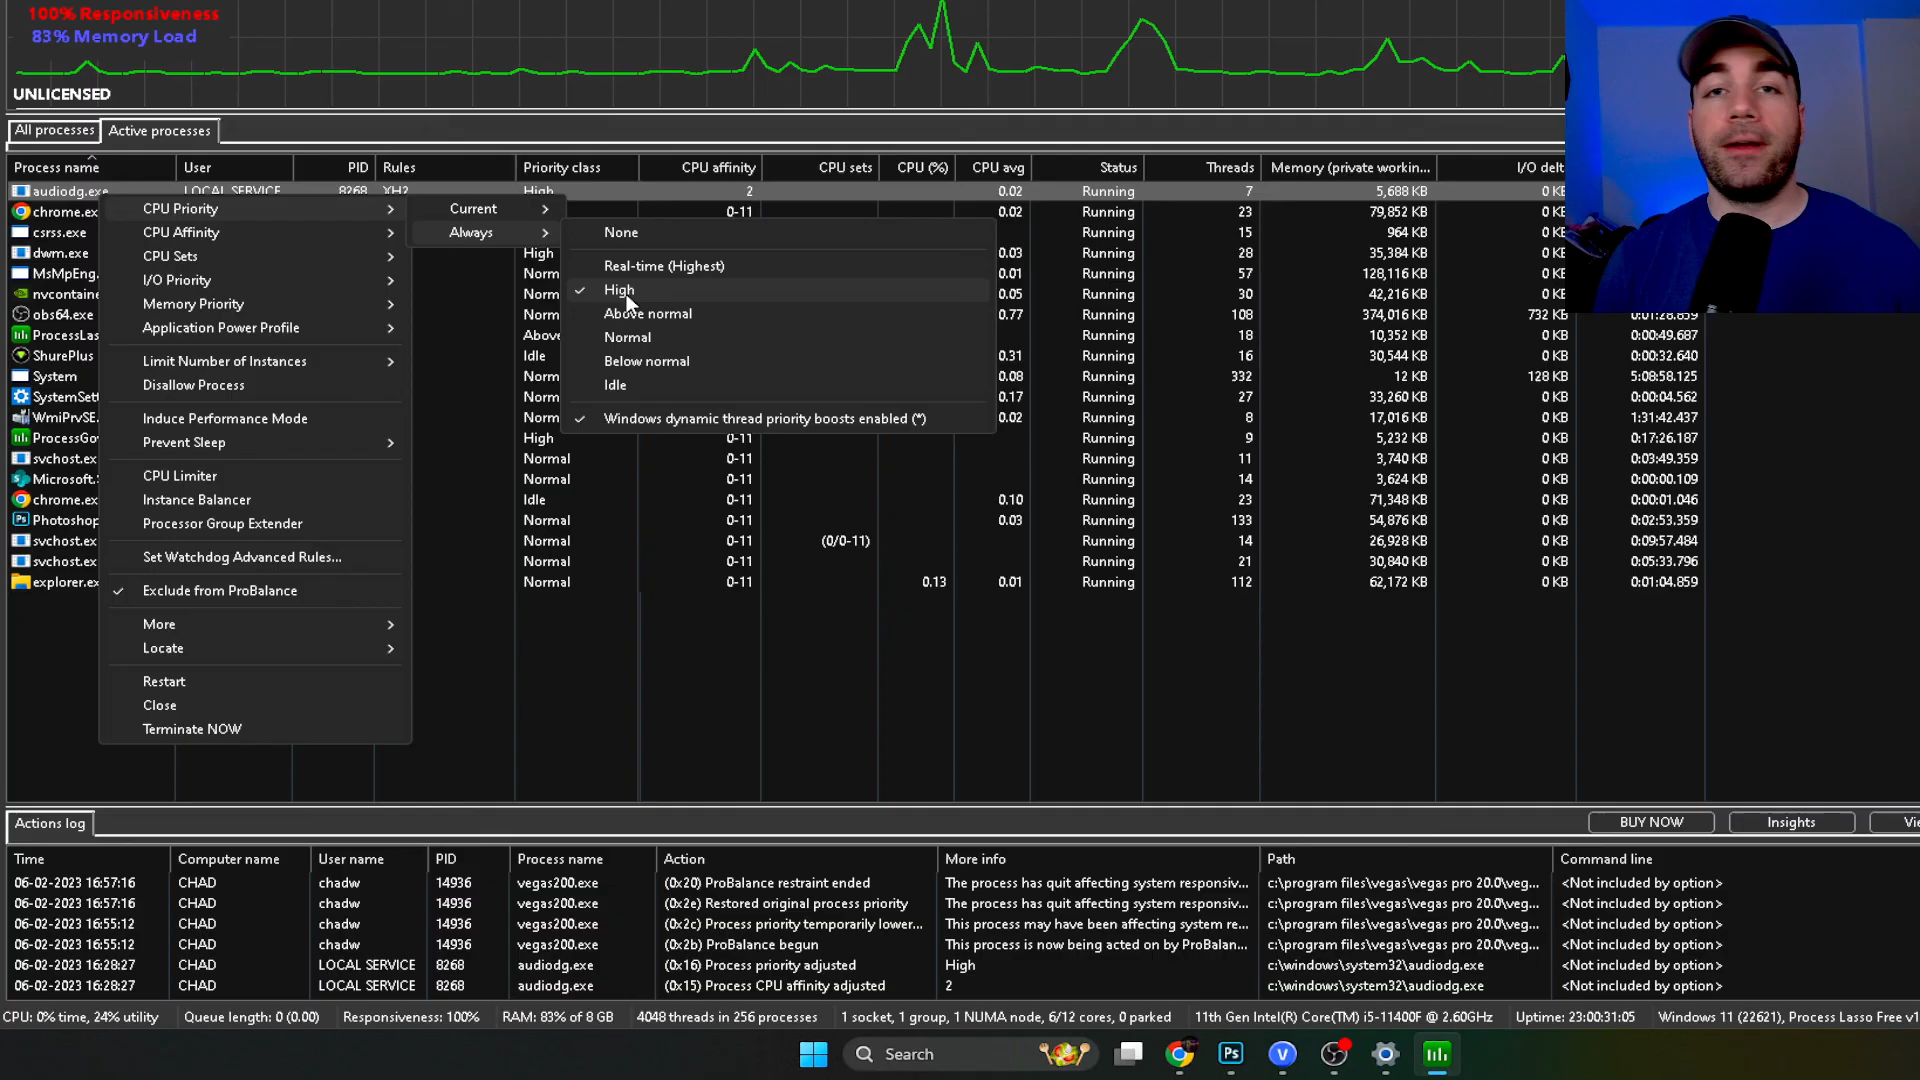 100% Responsiveness
83% Memory Load
UNLICENSED
All processes Active processes
Process name User PID Rules Priority class CPU affinity CPU sets CPU (%) CPU avg Status Threads Memory (private workin... I/O delt
audiodg.exe LOCAL SERVICE 8268 XH2 High 2 0.02 Running 7 5,688 KB 0 KB
chrome.ex 0-11 0.02 Running 23 79,852 KB 0 KB
csrss.exe Running 15 964 KB 0 KB
dwm.exe High 0.03 Running 28 35,384 KB 0 KB
MsMpEng. Norm 0.01 Running 57 128,116 KB 0 KB
nvcontaine Norm 0.05 Running 30 42,216 KB 0 KB
obs64.exe Norm 0.77 Running 108 374,016 KB 732 KB 0:01:28.859
ProcessLas Above Running 18 10,352 KB 0 KB 0:00:49.687
ShurePlus Idle 0.31 Running 16 30,544 KB 0 KB 0:00:32.640
System Norm 0.08 Running 332 12 KB 128 KB 5:08:58.125
SystemSett Norm 0.17 Running 27 33,260 KB 0 KB 0:00:04.562
WmiPrvSE. Norm 0.02 Running 8 17,016 KB 0 KB 1:31:42.437
ProcessGov High 0-11 Running 9 5,232 KB 0 KB 0:17:26.187
svchost.ex Normal 0-11 Running 11 3,740 KB 0 KB 0:03:49.359
Microsoft. Normal 0-11 Running 14 3,624 KB 0 KB 0:00:00.109
chrome.ex Idle 0-11 0.10 Running 23 71,348 KB 0 KB 0:00:01.046
Photoshop Normal 0-11 0.03 Running 133 54,876 KB 0 KB 0:02:53.359
svchost.ex Normal 0-11 (0/0-11) Running 14 26,928 KB 0 KB 0:09:57.484
svchost.ex Normal 0-11 Running 21 30,840 KB 0 KB 0:05:33.796
explorer.ex Normal 0-11 0.13 0.01 Running 112 62,172 KB 0 KB 0:01:04.859
CPU Priority
CPU Affinity
CPU Sets
I/O Priority
Memory Priority
Application Power Profile
Limit Number of Instances
Disallow Process
Induce Performance Mode
Prevent Sleep
CPU Limiter
Instance Balancer
Processor Group Extender
Set Watchdog Advanced Rules...
Exclude from ProBalance
More
Locate
Restart
Close
Terminate NOW
Current
Always
None
Real-time (Highest)
High
Above normal
Normal
Below normal
Idle
Windows dynamic thread priority boosts enabled (*)
Actions log BUY NOW Insights Vie
Time Computer name User name PID Process name Action More info Path Command line
06-02-2023 16:57:16 CHAD chadw 14936 vegas200.exe (0x20) ProBalance restraint ended The process has quit affecting system responsiv... c:\program files\vegas\vegas pro 20.0\veg... <Not included by option>
06-02-2023 16:57:16 CHAD chadw 14936 vegas200.exe (0x2e) Restored original process priority The process has quit affecting system responsiv... c:\program files\vegas\vegas pro 20.0\veg... <Not included by option>
06-02-2023 16:55:12 CHAD chadw 14936 vegas200.exe (0x2c) Process priority temporarily lower... This process may have been affecting system re... c:\program files\vegas\vegas pro 20.0\veg... <Not included by option>
06-02-2023 16:55:12 CHAD chadw 14936 vegas200.exe (0x2b) ProBalance begun This process is now being acted on by ProBalan... c:\program files\vegas\vegas pro 20.0\veg... <Not included by option>
06-02-2023 16:28:27 CHAD LOCAL SERVICE 8268 audiodg.exe (0x16) Process priority adjusted High c:\windows\system32\audiodg.exe <Not included by option>
06-02-2023 16:28:27 CHAD LOCAL SERVICE 8268 audiodg.exe (0x15) Process CPU affinity adjusted 2 c:\windows\system32\audiodg.exe <Not included by option>
CPU: 0% time, 24% utility Queue length: 0 (0.00) Responsiveness: 100% RAM: 83% of 8 GB 4048 threads in 256 processes 1 socket, 1 group, 1 NUMA node, 6/12 cores, 0 parked 11th Gen Intel(R) Core(TM) i5-11400F @ 2.60GHz Uptime: 23:00:31:05 Windows 11 (22621), Process Lasso Free v1
Search Ps V